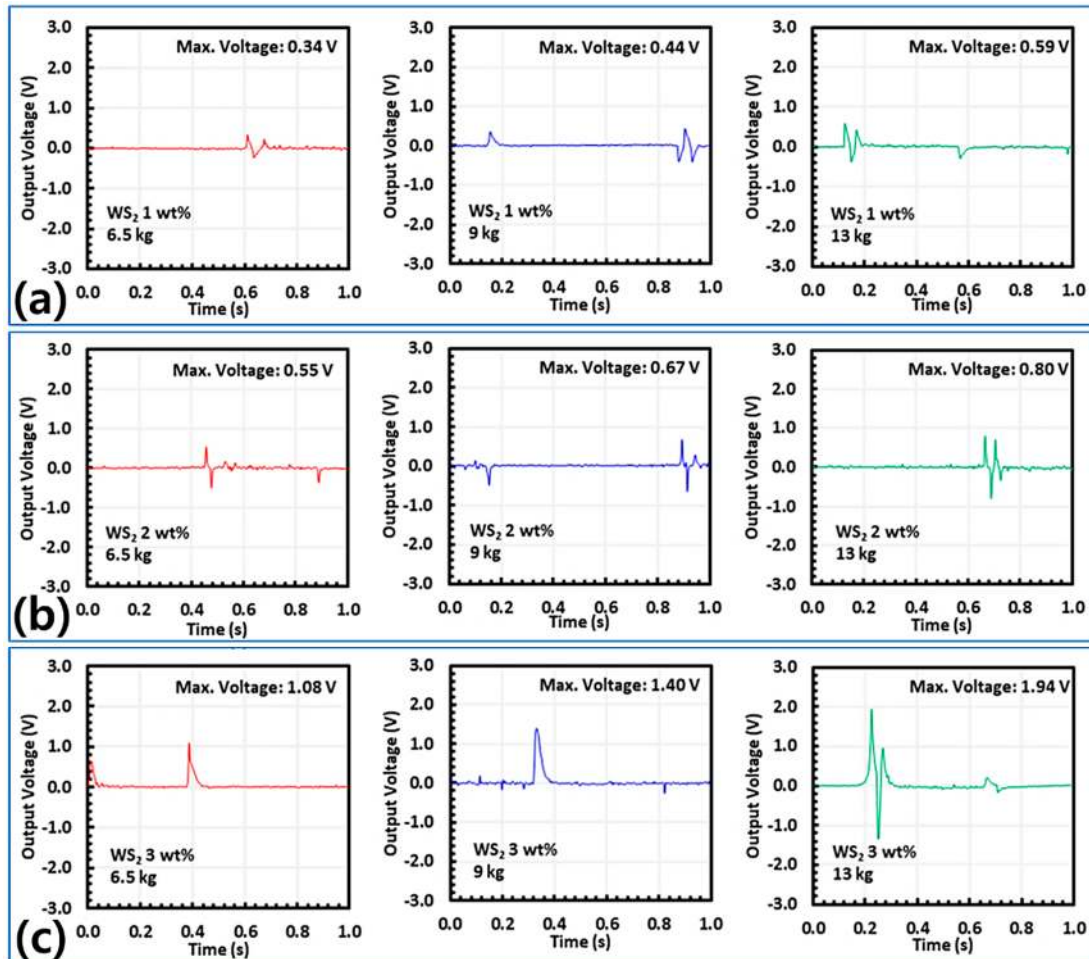 Max. Voltage: 0.34 V
Output Voltage (V)
3.0
2.0
1.0
0.0
-1.0
-2.0
-3.0
WS₂ 1 wt%
6.5 kg
0.0 0.2 0.4 0.6 0.8 1.0
Time (s)
Max. Voltage: 0.44 V
Output Voltage (V)
3.0
2.0
1.0
0.0
-1.0
-2.0
-3.0
WS₂ 1 wt%
9 kg
0.0 0.2 0.4 0.6 0.8 1.0
Time (s)
Max. Voltage: 0.59 V
Output Voltage (V)
3.0
2.0
1.0
0.0
-1.0
-2.0
-3.0
WS₂ 1 wt%
13 kg
0.0 0.2 0.4 0.6 0.8 1.0
Time (s)
(a)
Max. Voltage: 0.55 V
Output Voltage (V)
3.0
2.0
1.0
0.0
-1.0
-2.0
-3.0
WS₂ 2 wt%
6.5 kg
0.0 0.2 0.4 0.6 0.8 1.0
Time (s)
Max. Voltage: 0.67 V
Output Voltage (V)
3.0
2.0
1.0
0.0
-1.0
-2.0
-3.0
WS₂ 2 wt%
9 kg
0.0 0.2 0.4 0.6 0.8 1.0
Time (s)
Max. Voltage: 0.80 V
Output Voltage (V)
3.0
2.0
1.0
0.0
-1.0
-2.0
-3.0
WS₂ 2 wt%
13 kg
0.0 0.2 0.4 0.6 0.8 1.0
Time (s)
(b)
Max. Voltage: 1.08 V
Output Voltage (V)
3.0
2.0
1.0
0.0
-1.0
-2.0
-3.0
WS₂ 3 wt%
6.5 kg
0.0 0.2 0.4 0.6 0.8 1.0
Time (s)
Max. Voltage: 1.40 V
Output Voltage (V)
3.0
2.0
1.0
0.0
-1.0
-2.0
-3.0
WS₂ 3 wt%
9 kg
0.0 0.2 0.4 0.6 0.8 1.0
Time (s)
Max. Voltage: 1.94 V
Output Voltage (V)
3.0
2.0
1.0
0.0
-1.0
-2.0
-3.0
WS₂ 3 wt%
13 kg
0.0 0.2 0.4 0.6 0.8 1.0
Time (s)
(c)